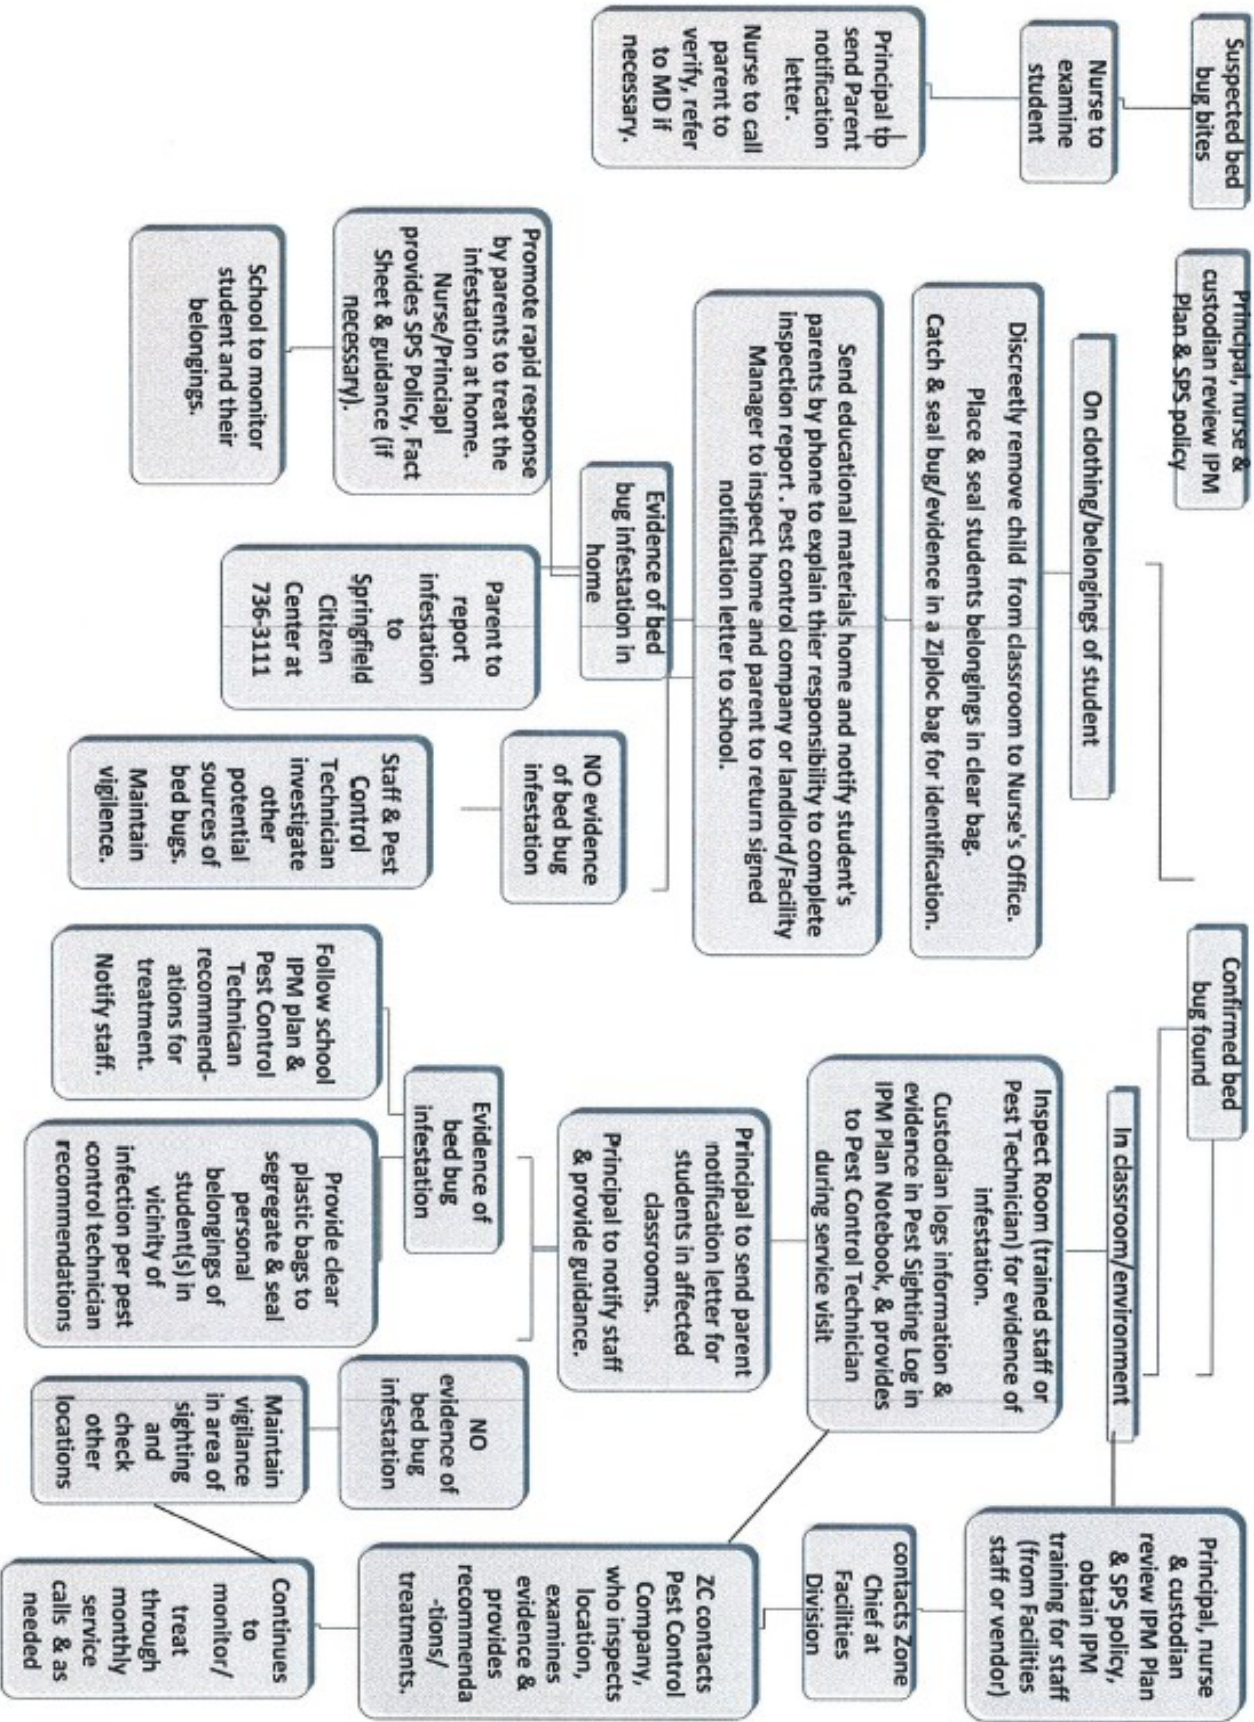 Suspected bed
bug bites
Nurse to
examine
student
Principal to
send Parent
notification
letter.
Nurse to call
parent to
verify, refer
to MD if
necessary.
Principal, nurse &
custodian review IPM
Plan & SPS policy
On clothing/belongings of student
Discreetly remove child from classroom to Nurse's Office.
Place & seal students belongings in clear bag.
Catch & seal bug/evidence in a Ziploc bag for identification.
Send educational materials home and notify student's
parents by phone to explain thier responsibility to complete
inspection report . Pest control company or landlord/Facility
Manager to inspect home and parent to return signed
notification letter to school.
Evidence of bed
bug infestation in
home
Promote rapid response
by parents to treat the
infestation at home.
Nurse/Princiapl
provides SPS Policy, Fact
Sheet & guidance (if
necessary).
School to monitor
student and their
belongings.
Parent to
report
infestation
to
Springfield
Citizen
Center at
736-3111
NO evidence
of bed bug
infestation
Staff & Pest
Control
Technician
investigate
other
potential
sources of
bed bugs.
Maintain
vigilence.
Confirmed bed
bug found
In classroom/environment
Inspect Room (trained staff or
Pest Technician) for evidence of
infestation.
Custodian logs information &
evidence in Pest Sighting Log in
IPM Plan Notebook, & provides
to Pest Control Technician
during service visit
Principal to send parent
notification letter for
students in affected
classrooms.
Principal to notify staff
& provide guidance.
Evidence of
bed bug
infestation
Follow school
IPM plan &
Pest Control
Technican
recommend-
ations for
treatment.
Notify staff.
Provide clear
plastic bags to
segregate & seal
personal
belongings of
student(s) in
vicinity of
infection per pest
control technician
recommendations
NO
evidence of
bed bug
infestation
Maintain
vigilance
in area of
sighting
and
check
other
locations
Principal, nurse
& custodian
review IPM Plan
& SPS policy,
obtain IPM
training for staff
(from Facilities
staff or vendor)
contacts Zone
Chief at
Facilities
Division
ZC contacts
Pest Control
Company,
who inspects
location,
examines
evidence &
provides
recommenda
-tions/
treatments.
Continues
to
monitor/
treat
through
monthly
service
calls & as
needed